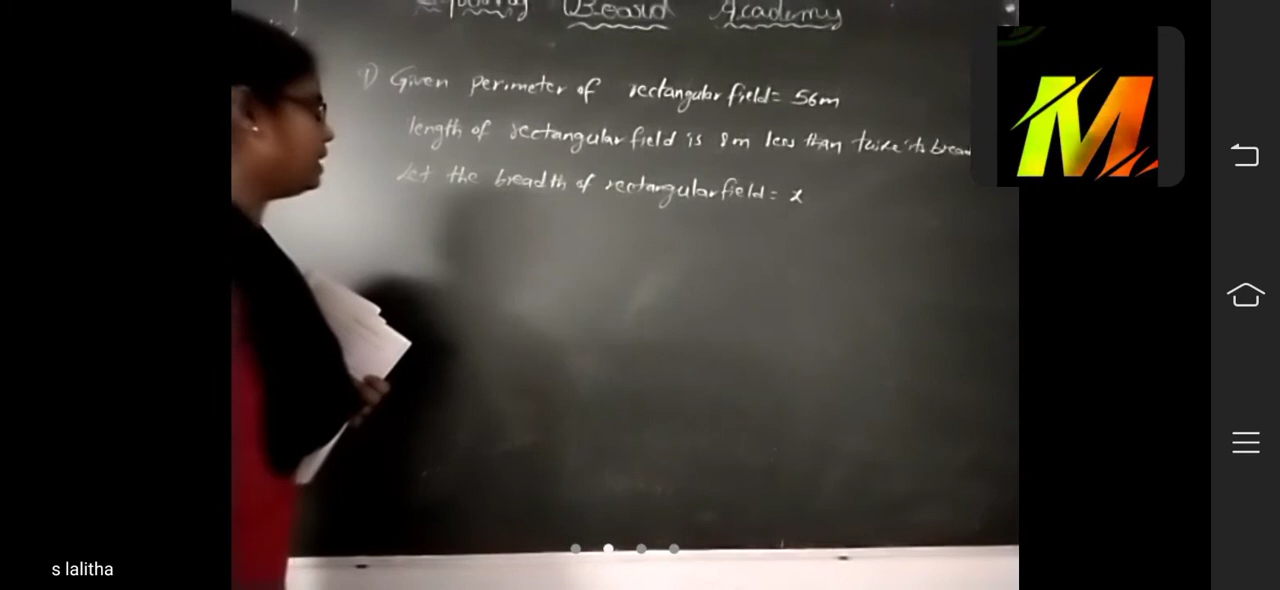 Board Academy
1) Given perimeter of rectangular field = 56m
length of rectangular field is 8m less than twice its
Let the breadth of rectangular field = x
M
s lalitha